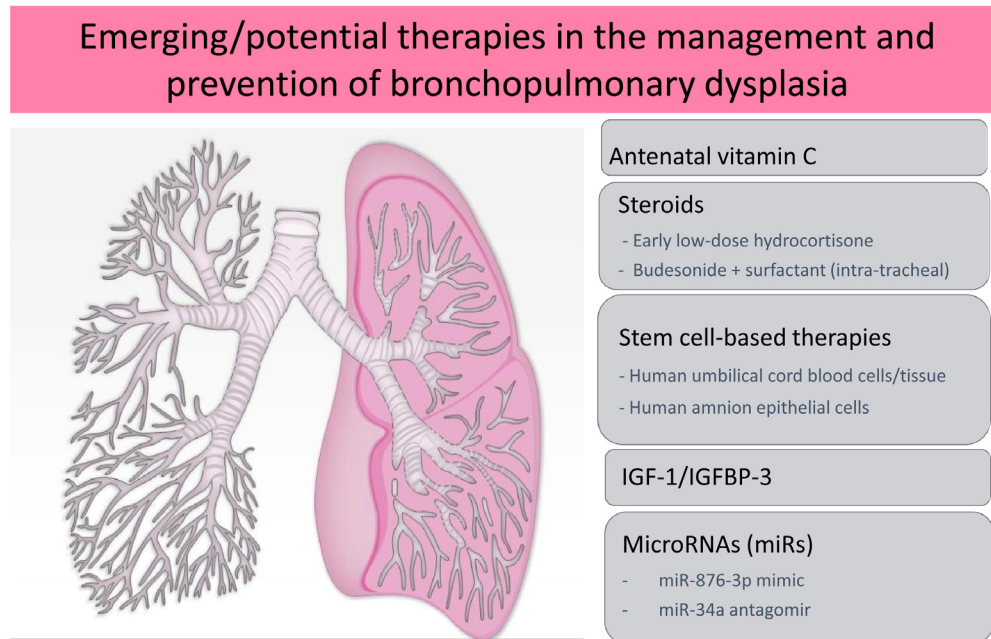 Emerging/potential therapies in the management and
prevention of bronchopulmonary dysplasia
Antenatal vitamin C
Steroids
- Early low-dose hydrocortisone
- Budesonide + surfactant (intra-tracheal)
Stem cell-based therapies
- Human umbilical cord blood cells/tissue
- Human amnion epithelial cells
IGF-1/IGFBP-3
MicroRNAs (miRs)
- miR-876-3p mimic
- miR-34a antagomir